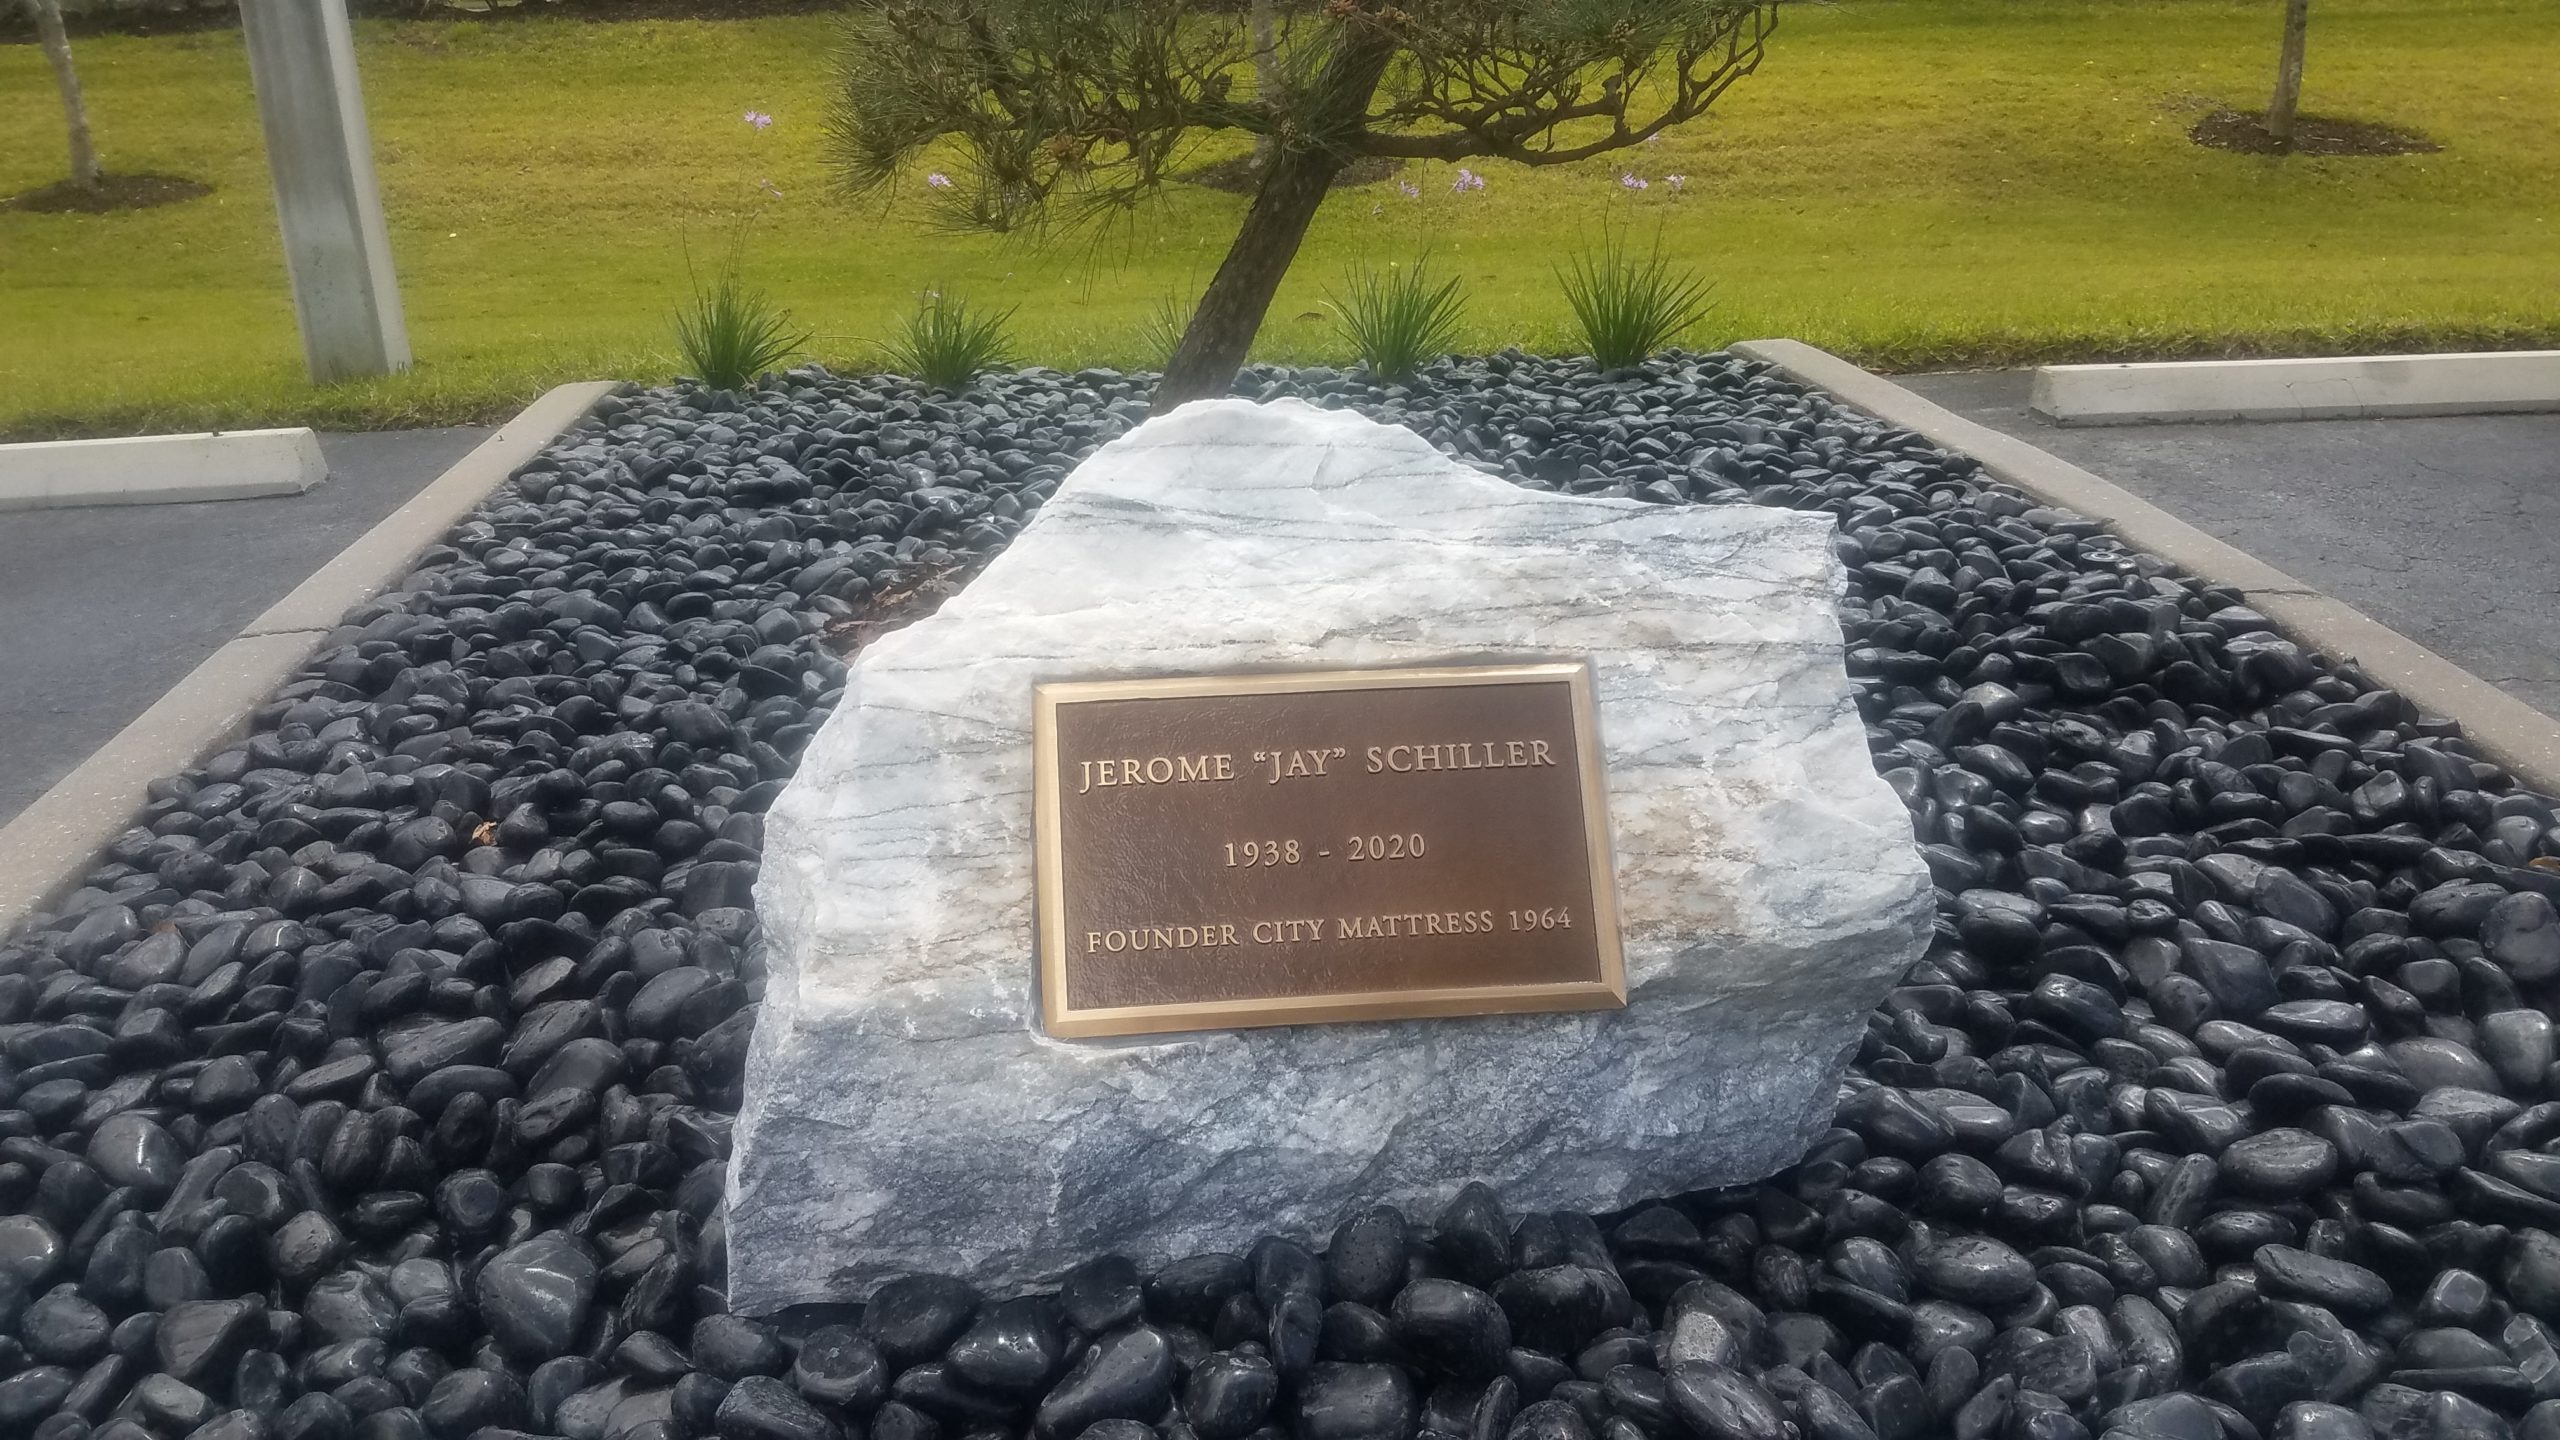 JEROME “JAY” SCHILLER
1938 - 2020
FOUNDER CITY MATTRESS 1964